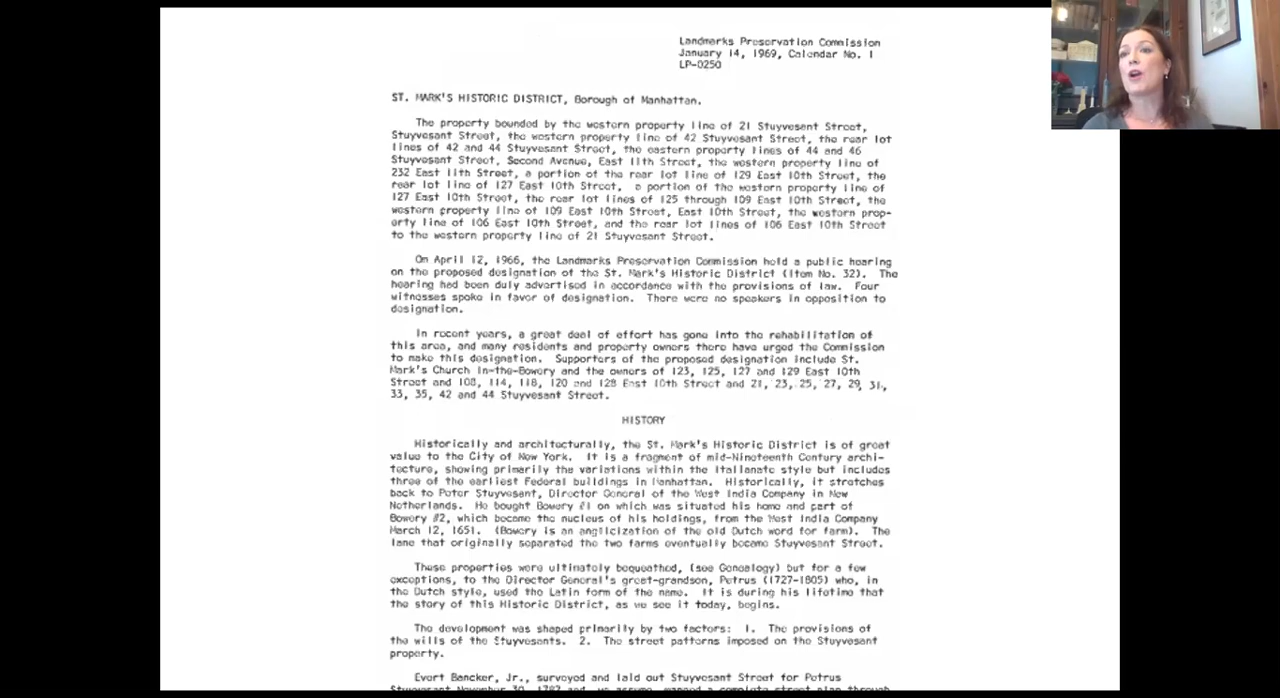 Landmarks Preservation Commission
January 14, 1969, Calendar No. 1
LP-0250
ST. MARK'S HISTORIC DISTRICT, Borough of Manhattan.
The property bounded by the western property line of 21 Stuyvesant Street,
Stuyvesant Street, the western property line of 42 Stuyvesant Street, the rear lot
lines of 42 and 44 Stuyvesant Street, the eastern property lines of 44 and 46
Stuyvesant Street, Second Avenue, East 11th Street, the western property line of
232 East 11th Street, a portion of the rear lot line of 129 East 10th Street, the
rear lot line of 127 East 10th Street, a portion of the western property line of
127 East 10th Street, the rear lot lines of 125 through 109 East 10th Street, the
western property line of 109 East 10th Street, East 10th Street, the western prop-
erty line of 106 East 10th Street, and the rear lot lines of 106 East 10th Street
to the western property line of 21 Stuyvesant Street.
On April 12, 1966, the Landmarks Preservation Commission held a public hearing
on the proposed designation of the St. Mark's Historic District (Item No. 32). The
hearing had been duly advertised in accordance with the provisions of law. Four
witnesses spoke in favor of designation. There were no speakers in opposition to
designation.
In recent years, a great deal of effort has gone into the rehabilitation of
this area, and many residents and property owners there have urged the Commission
to make this designation. Supporters of the proposed designation include St.
Mark's Church In-the-Bowery and the owners of 123, 125, 127 and 129 East 10th
Street and 108, 114, 118, 120 and 128 East 10th Street and 21, 23, 25, 27, 29, 31,
33, 35, 42 and 44 Stuyvesant Street.
HISTORY
Historically and architecturally, the St. Mark's Historic District is of great
value to the City of New York. It is a fragment of mid-Nineteenth Century archi-
tecture, showing primarily the variations within the Italianate style but includes
three of the earliest Federal buildings in Manhattan. Historically, it stretches
back to Peter Stuyvesant, Director General of the West India Company in New
Netherlands. He bought Bowery #1 on which was situated his home and part of
Bowery #2, which became the nucleus of his holdings, from the West India Company
March 12, 1651. (Bowery is an anglicization of the old Dutch word for farm). The
lane that originally separated the two farms eventually became Stuyvesant Street.
These properties were ultimately bequeathed, (see Genealogy) but for a few
exceptions, to the Director General's great-grandson, Petrus (1727-1805) who, in
the Dutch style, used the Latin form of the name. It is during his lifetime that
the story of this Historic District, as we see it today, begins.
The development was shaped primarily by two factors: 1. The provisions of
the wills of the Stuyvesants. 2. The street patterns imposed on the Stuyvesant
property.
Evert Bancker, Jr., surveyed and laid out Stuyvesant Street for Petrus